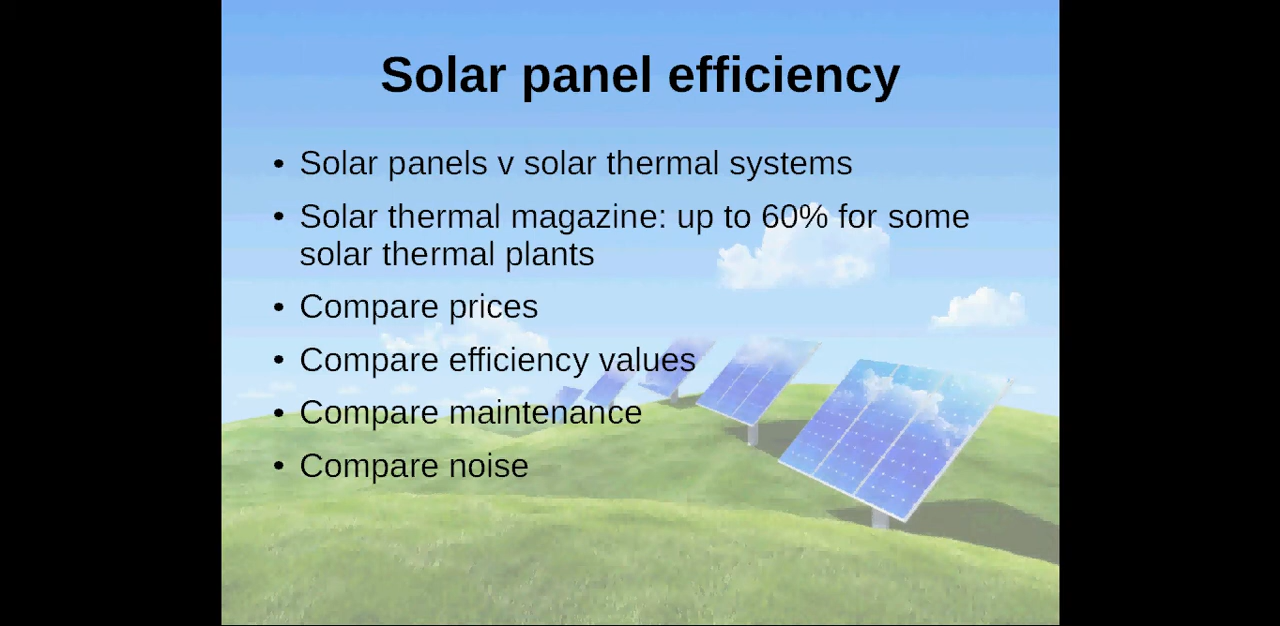 Solar panel efficiency
• Solar panels v solar thermal systems
• Solar thermal magazine: up to 60% for some
solar thermal plants
• Compare prices
• Compare efficiency values
• Compare maintenance
• Compare noise